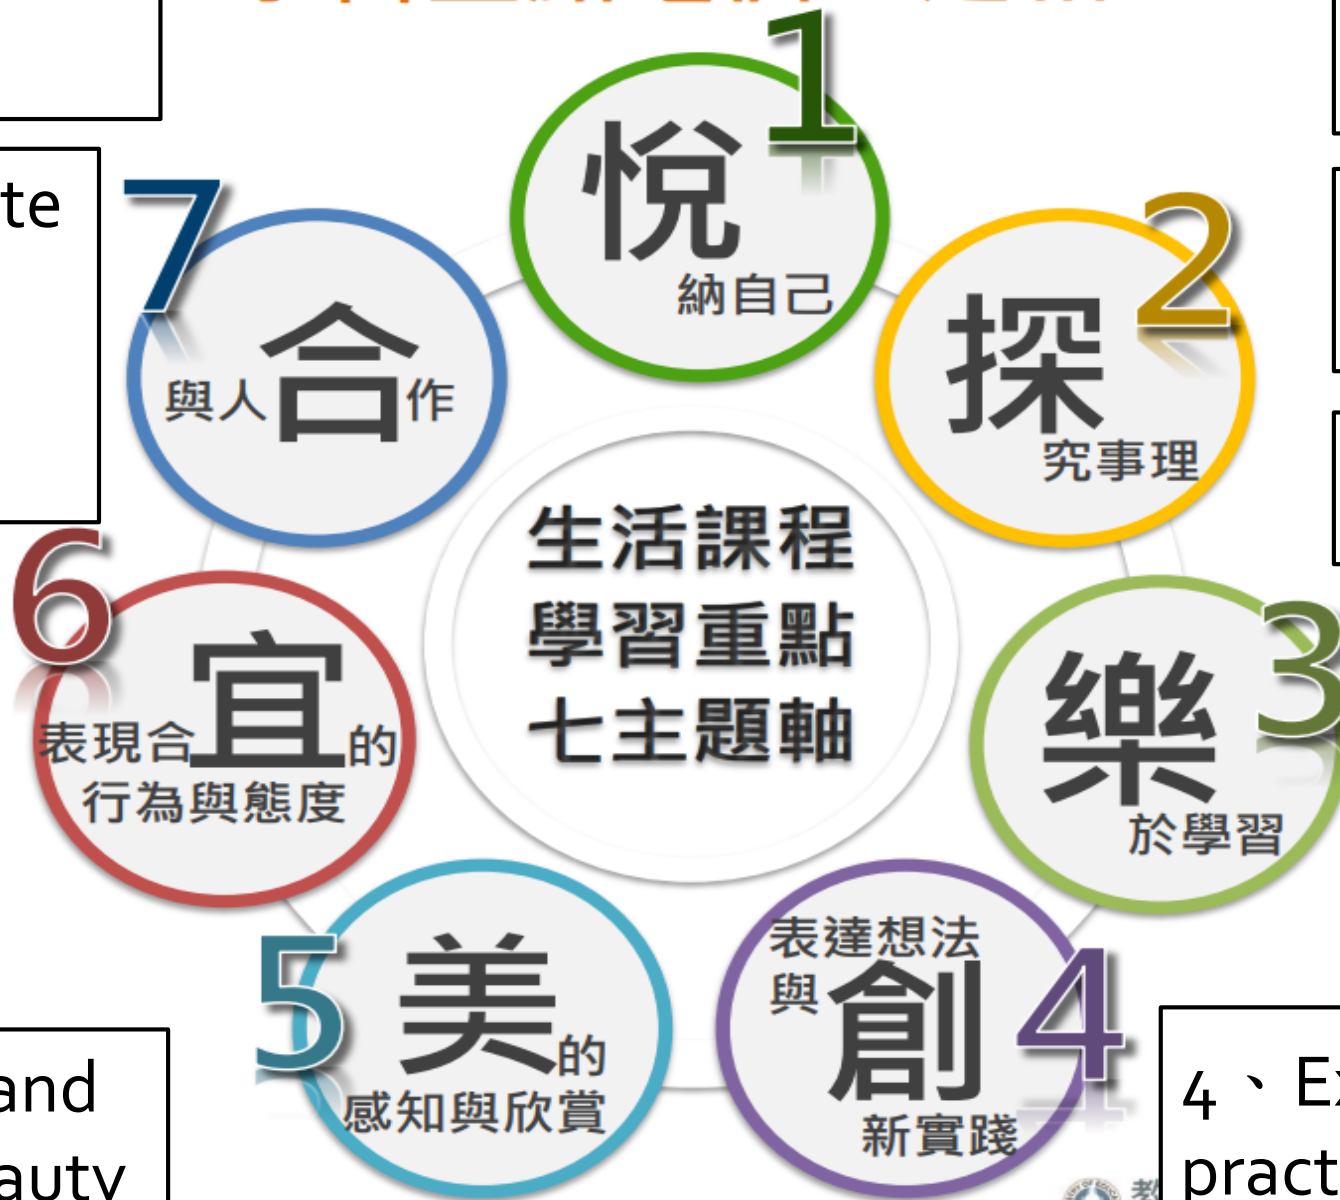 生活課程
學習重點
七主題軸
1
悅
納自己
2
探
究事理
3
樂
於學習
4
表達想法
與創
新實踐
5
美的
感知與欣賞
6
表現合宜的
行為與態度
7
與人合作
te
and
auty
4、Ex
pract
教